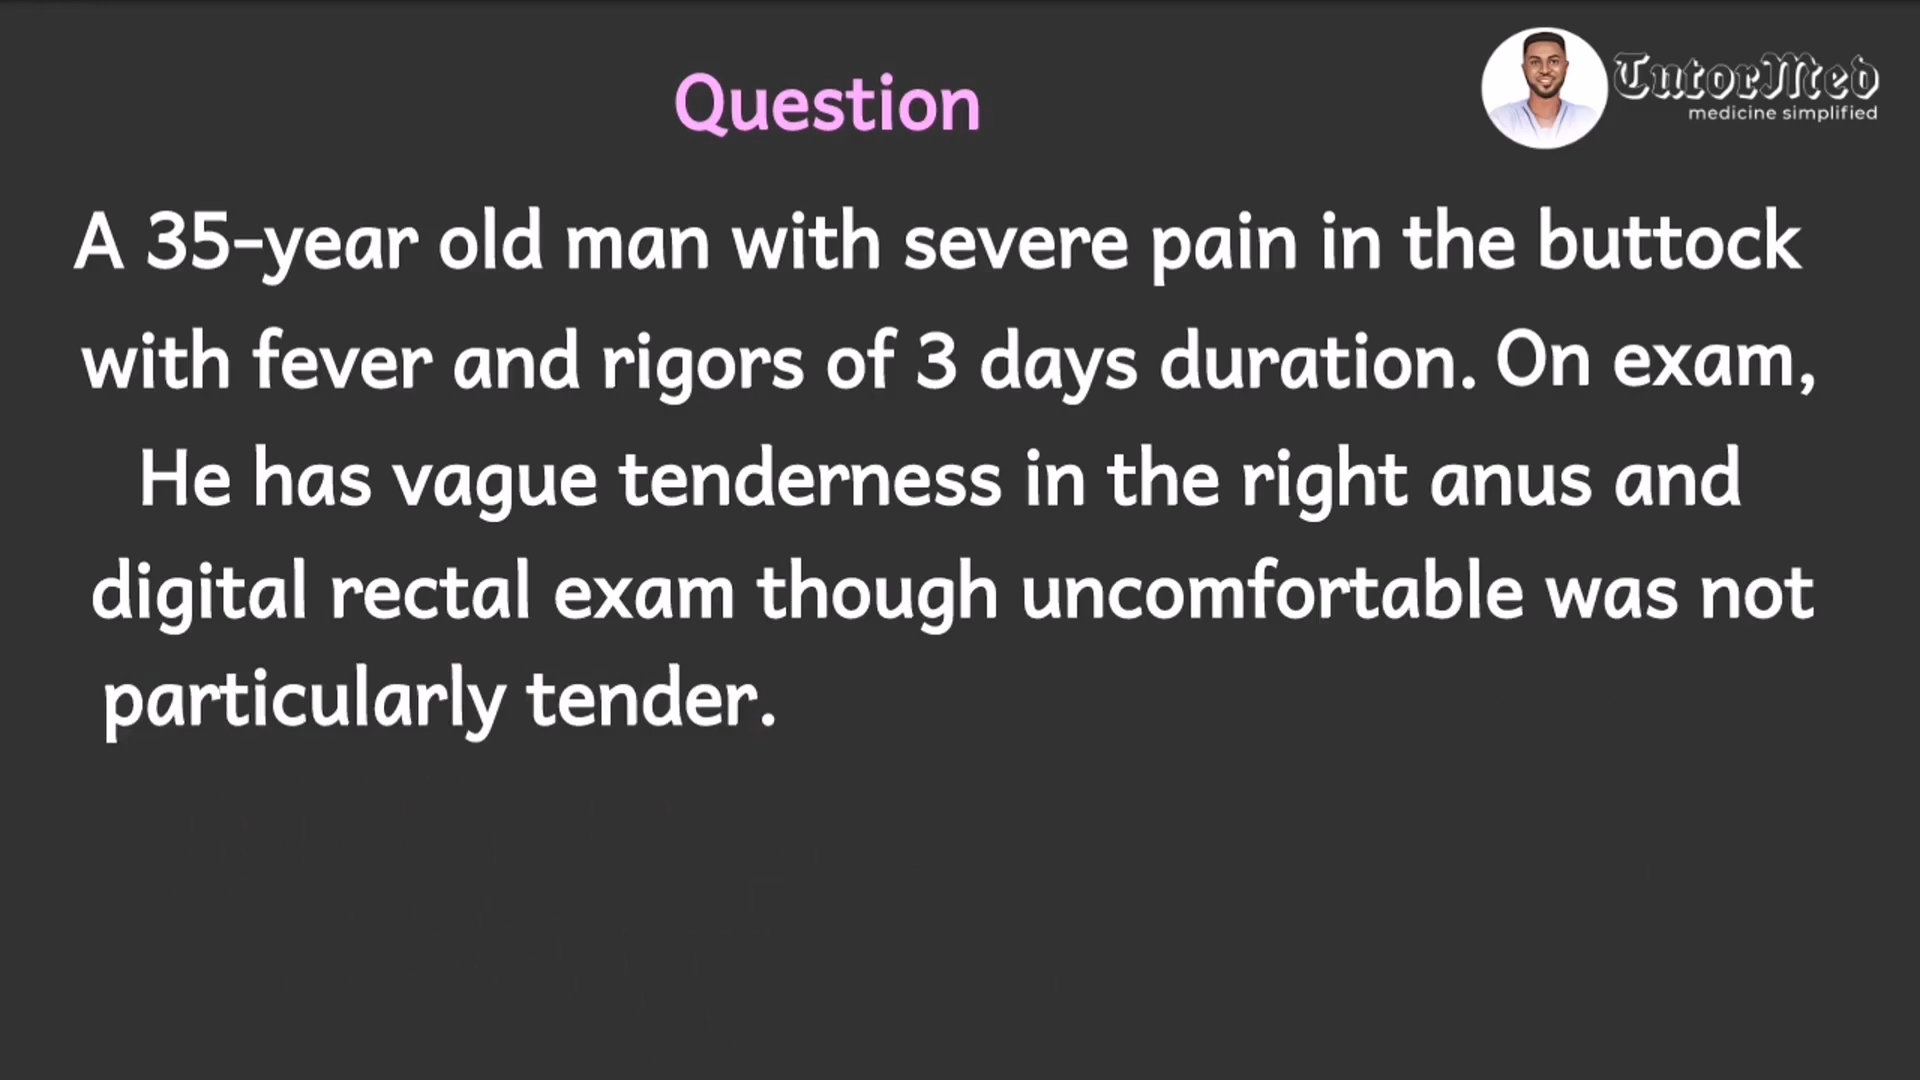 Question
TutorMed
medicine simplified
A 35-year old man with severe pain in the buttock
with fever and rigors of 3 days duration. On exam,
He has vague tenderness in the right anus and
digital rectal exam though uncomfortable was not
particularly tender.